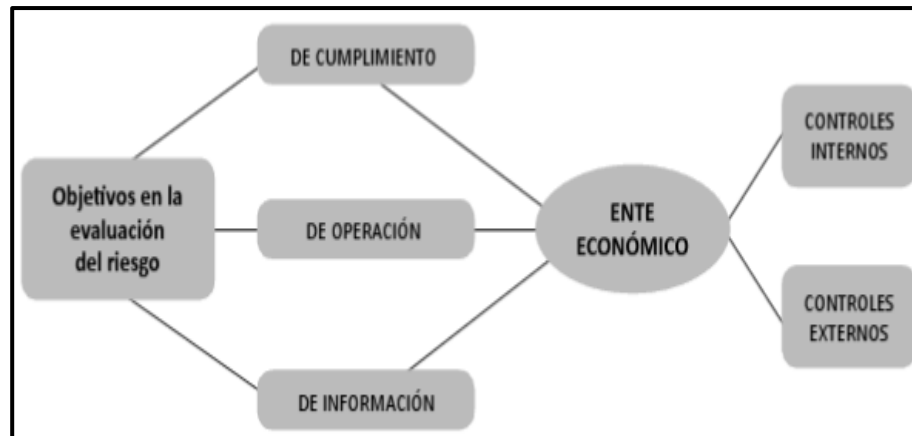 DE CUMPLIMIENTO
Objetivos en la
evaluación
del riesgo
DE OPERACIÓN
DE INFORMACIÓN
ENTE
ECONÓMICO
CONTROLES
INTERNOS
CONTROLES
EXTERNOS